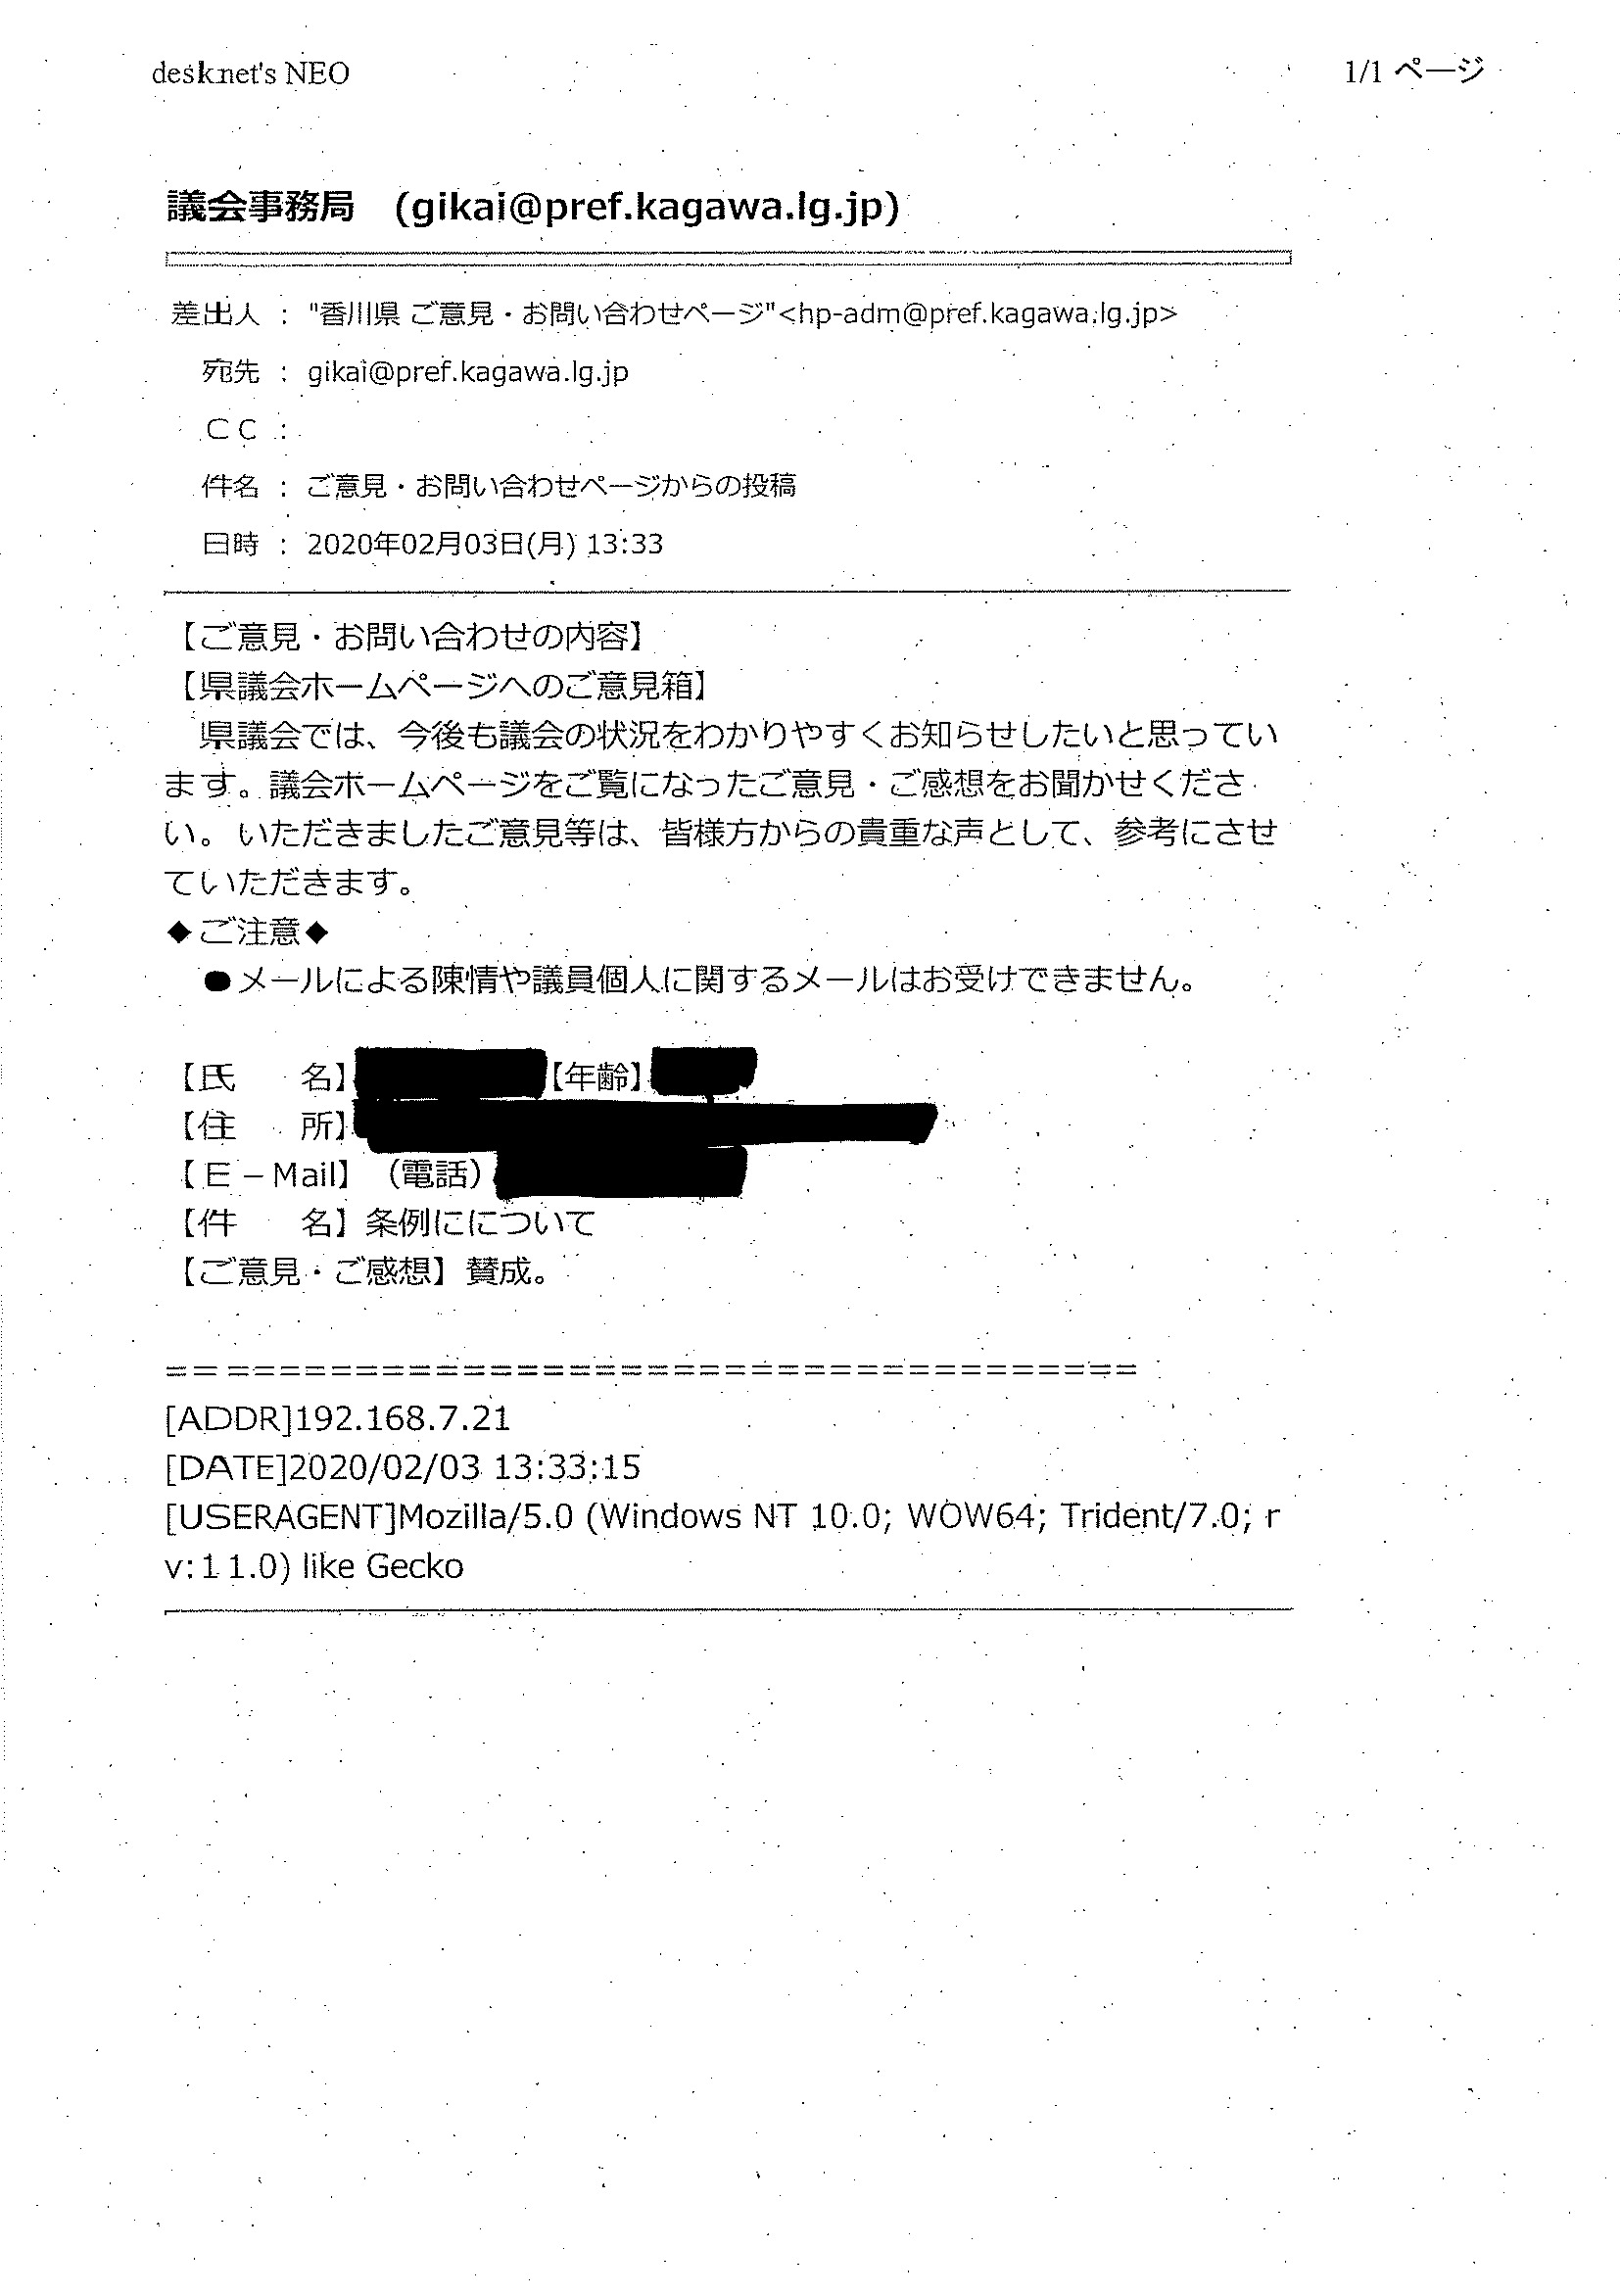 desknet's NEO
1/1 ページ
議会事務局　(gikai@pref.kagawa.lg.jp)
差出人 : "香川県 ご意見・お問い合わせページ"<hp-adm@pref.kagawa.lg.jp>
宛先 : gikai@pref.kagawa.lg.jp
ＣＣ :
件名 : ご意見・お問い合わせページからの投稿
日時 : 2020年02月03日(月) 13:33
【ご意見・お問い合わせの内容】
【県議会ホームページへのご意見箱】
　県議会では、今後も議会の状況をわかりやすくお知らせしたいと思ってい
ます。議会ホームページをご覧になったご意見・ご感想をお聞かせくださ
い。いただきましたご意見等は、皆様方からの貴重な声として、参考にさせ
ていただきます。
◆ご注意◆
　●メールによる陳情や議員個人に関するメールはお受けできません。
【氏　　名】【年齢】
【住　　所】
【Ｅ－Mail】（電話）
【件　　名】条例にについて
【ご意見・ご感想】賛成。
======================================
[ADDR]192.168.7.21
[DATE]2020/02/03 13:33:15
[USERAGENT]Mozilla/5.0 (Windows NT 10.0; WOW64; Trident/7.0; r
v:11.0) like Gecko